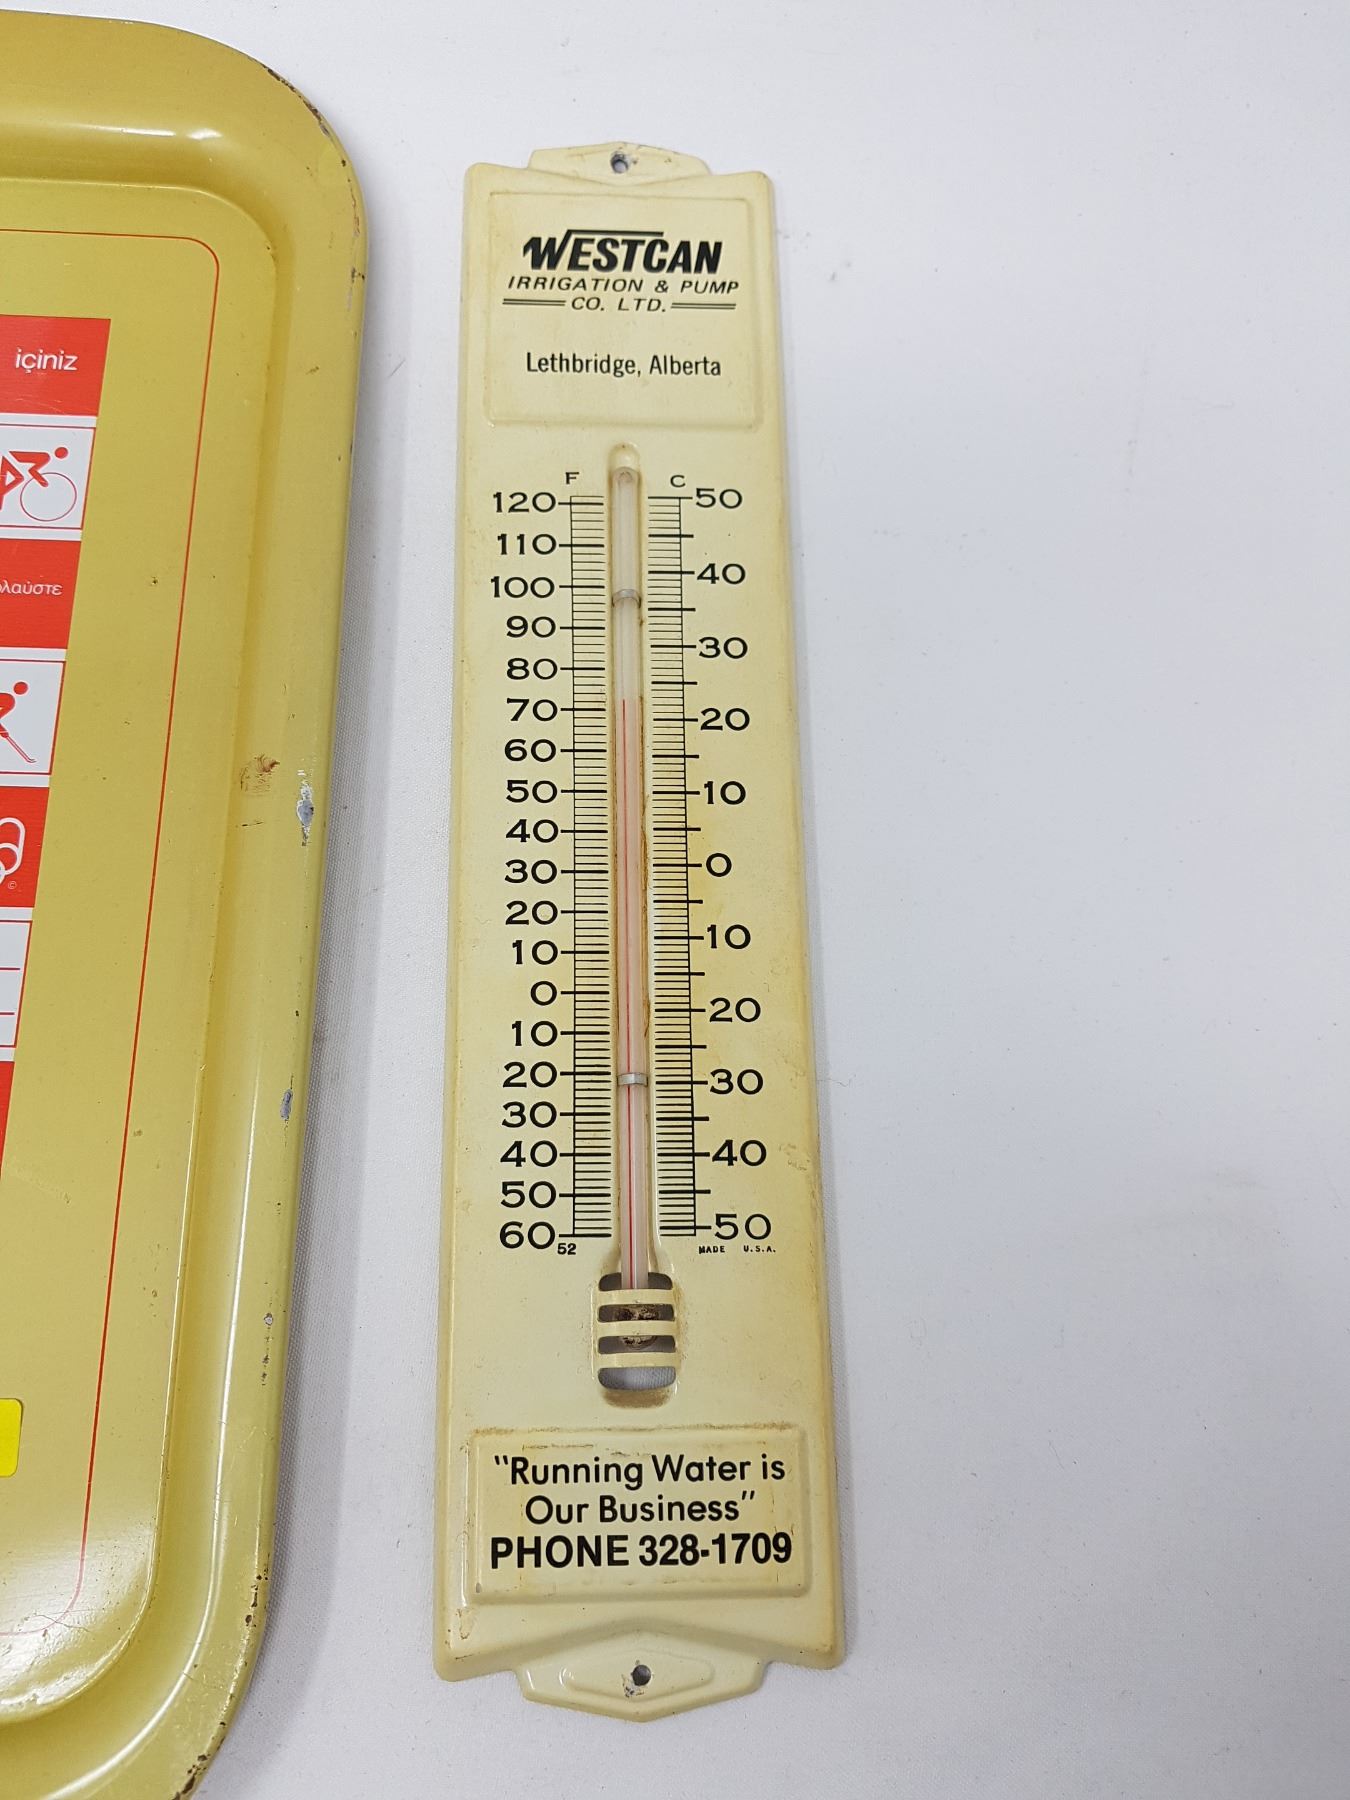 içiniz
WESTCAN
IRRIGATION & PUMP
CO. LTD.
Lethbridge, Alberta
F C
120 50
110
100 40
90
80 30
70 20
60
50 10
40
30 0
20
10 10
0
10 20
20 30
30
40 40
50
60 50
52 MADE U.S.A.
"Running Water is
Our Business"
PHONE 328-1709
©